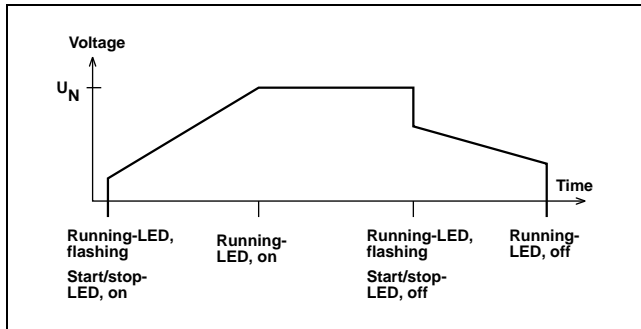 Voltage
UN
Time
Running-LED,
flashing
Start/stop-
LED, on
Running-
LED, on
Running-LED,
flashing
Start/stop-
LED, off
Running-
LED, off